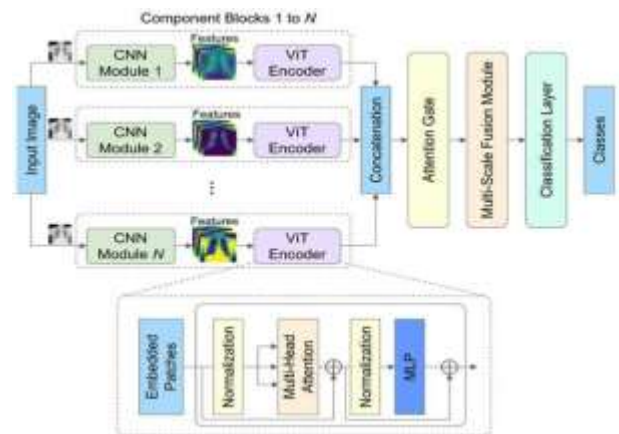 Component Blocks 1 to N
Input Image
CNN
Module 1
Features
ViT
Encoder
CNN
Module 2
Features
ViT
Encoder
⋮
CNN
Module N
Features
ViT
Encoder
Concatenation
Attention Gate
Multi-Scale Fusion Module
Classification Layer
Classes
Embedded
Patches
Normalization
Multi-Head
Attention
Normalization
MLP